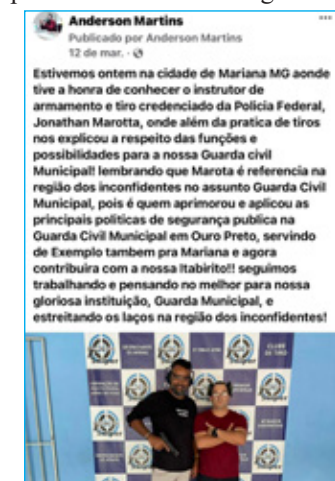 Anderson Martins
Publicado por Anderson Martins
12 de mar. ·
Estivemos ontem na cidade de Mariana MG aonde
tive a honra de conhecer o instrutor de
armamento e tiro credenciado da Policia Federal,
Jonathan Marotta, onde além da pratica de tiros
nos explicou a respeito das funções e
possibilidades para a nossa Guarda civil
Municipal! lembrando que Marota é referencia na
região dos inconfidentes no assunto Guarda Civil
Municipal, pois é quem aprimorou e aplicou as
principais politicas de segurança publica na
Guarda Civil Municipal em Ouro Preto, servindo
de Exemplo tambem pra Mariana e agora
contribuira com a nossa Itabirito!! seguimos
trabalhando e pensando no melhor para nossa
gloriosa instituição, Guarda Municipal, e
estreitando os laços na região dos inconfidentes!
CLUBE
DE TIRO